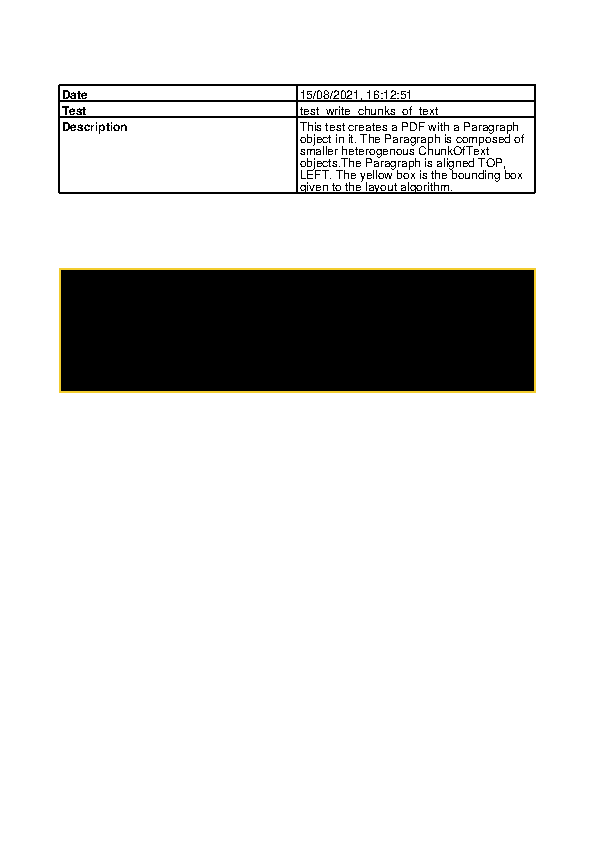 Date 15/08/2021, 16:12:51
Test test_write_chunks_of_text
Description This test creates a PDF with a Paragraph
object in it. The Paragraph is composed of
smaller heterogenous ChunkOfText
objects.The Paragraph is aligned TOP,
LEFT. The yellow box is the bounding box
given to the layout algorithm.